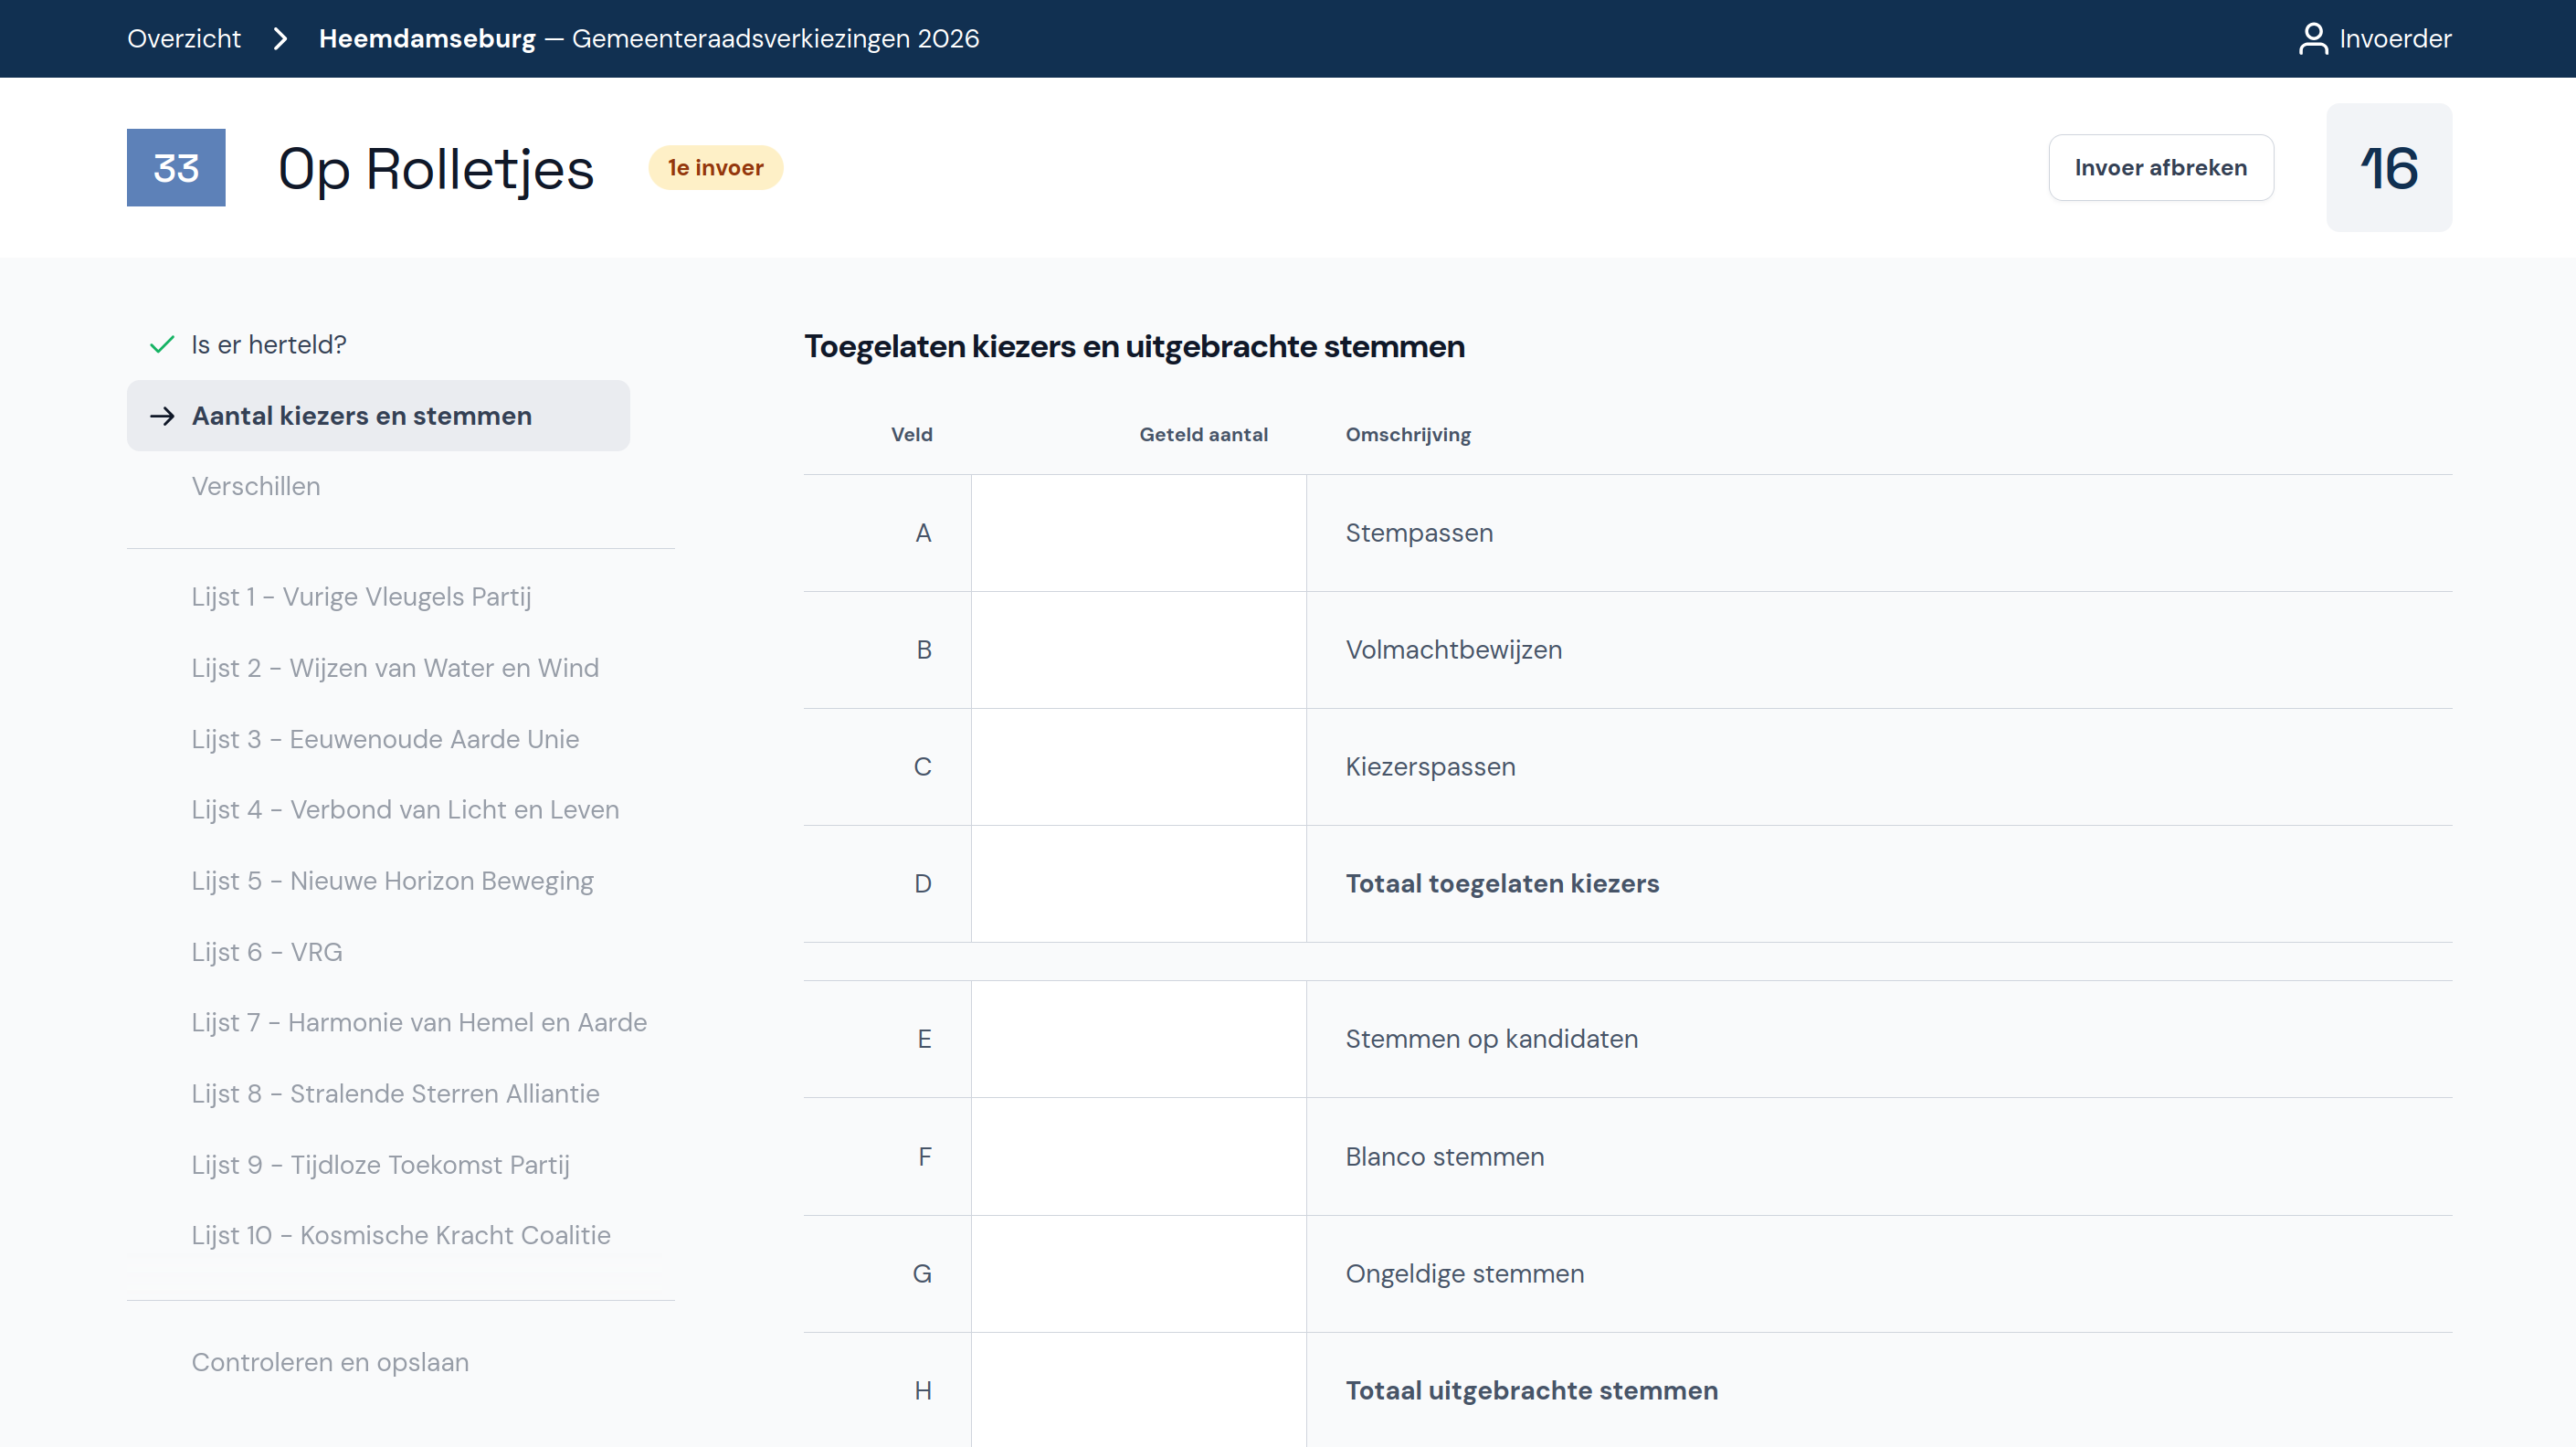 Overzicht > Heemdamseburg — Gemeenteraadsverkiezingen 2026
Invoerder
33 Op Rolletjes 1e invoer
Invoer afbreken
16
Is er herteld?
Aantal kiezers en stemmen
Verschillen
Lijst 1 - Vurige Vleugels Partij
Lijst 2 - Wijzen van Water en Wind
Lijst 3 - Eeuwenoude Aarde Unie
Lijst 4 - Verbond van Licht en Leven
Lijst 5 - Nieuwe Horizon Beweging
Lijst 6 - VRG
Lijst 7 - Harmonie van Hemel en Aarde
Lijst 8 - Stralende Sterren Alliantie
Lijst 9 - Tijdloze Toekomst Partij
Lijst 10 - Kosmische Kracht Coalitie
Controleren en opslaan
Toegelaten kiezers en uitgebrachte stemmen
Veld Geteld aantal Omschrijving
A Stempassen
B Volmachtbewijzen
C Kiezerspassen
D Totaal toegelaten kiezers
E Stemmen op kandidaten
F Blanco stemmen
G Ongeldige stemmen
H Totaal uitgebrachte stemmen